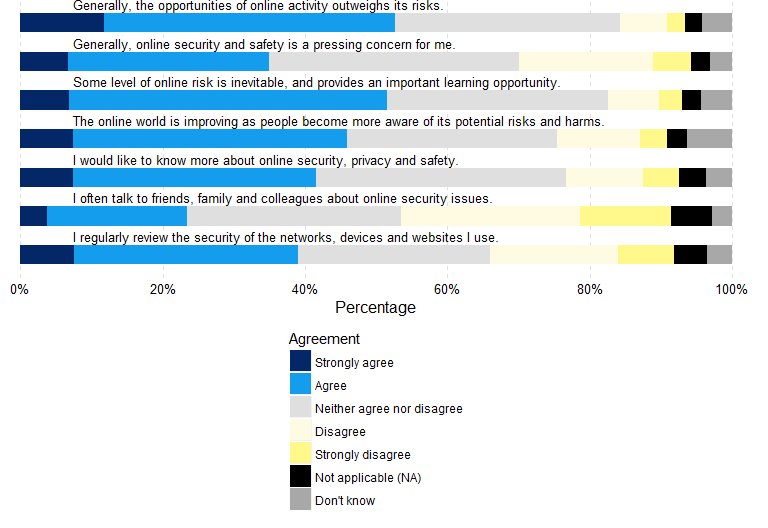 Generally, the opportunities of online activity outweighs its risks.
Generally, online security and safety is a pressing concern for me.
Some level of online risk is inevitable, and provides an important learning opportunity.
The online world is improving as people become more aware of its potential risks and harms.
I would like to know more about online security, privacy and safety.
I often talk to friends, family and colleagues about online security issues.
I regularly review the security of the networks, devices and websites I use.
0% 20% 40% 60% 80% 100%
Percentage
Agreement
Strongly agree
Agree
Neither agree nor disagree
Disagree
Strongly disagree
Not applicable (NA)
Don't know